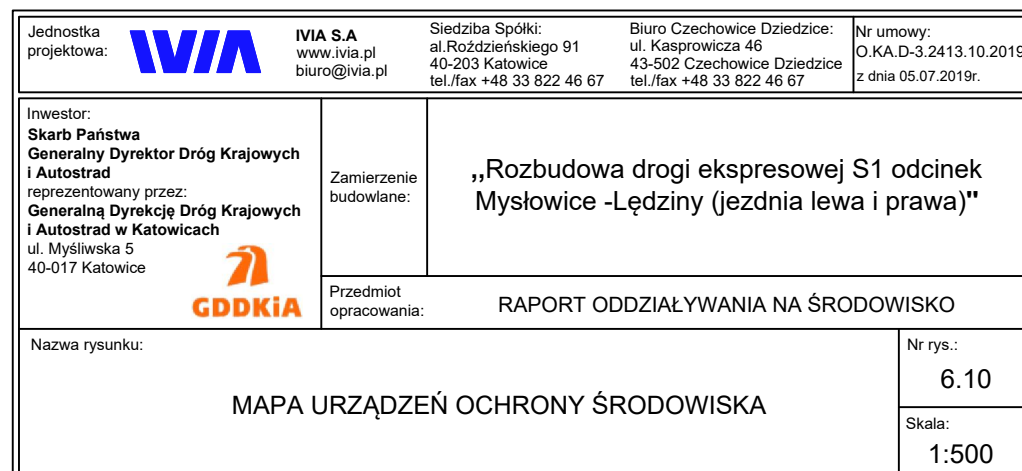 Jednostka
projektowa:
IVIA
IVIA S.A
www.ivia.pl
biuro@ivia.pl
Siedziba Spółki:
al.Roździeńskiego 91
40-203 Katowice
tel./fax +48 33 822 46 67
Biuro Czechowice Dziedzice:
ul. Kasprowicza 46
43-502 Czechowice Dziedzice
tel./fax +48 33 822 46 67
Nr umowy:
O.KA.D-3.2413.10.2019
z dnia 05.07.2019r.
Inwestor:
Skarb Państwa
Generalny Dyrektor Dróg Krajowych
i Autostrad
reprezentowany przez:
Generalną Dyrekcję Dróg Krajowych
i Autostrad w Katowicach
ul. Myśliwska 5
40-017 Katowice
GDDKiA
Zamierzenie
budowlane:
,,Rozbudowa drogi ekspresowej S1 odcinek
Mysłowice -Lędziny (jezdnia lewa i prawa)"
Przedmiot
opracowania:
RAPORT ODDZIAŁYWANIA NA ŚRODOWISKO
Nazwa rysunku:
MAPA URZĄDZEŃ OCHRONY ŚRODOWISKA
Nr rys.:
6.10
Skala:
1:500